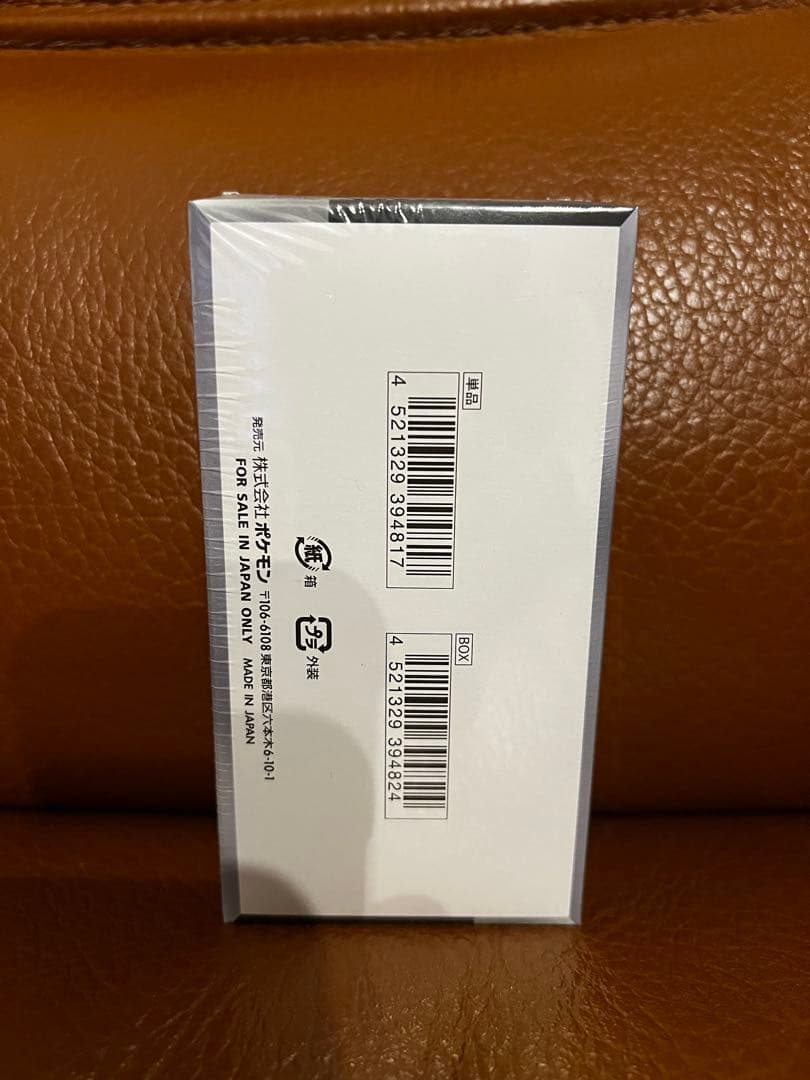 単品
4 521329 394817
BOX
4 521329 394824
紙 箱
プラ 外装
発売元 株式会社 ポケモン 〒106-6108 東京都港区六本木6-10-1
FOR SALE IN JAPAN ONLY MADE IN JAPAN